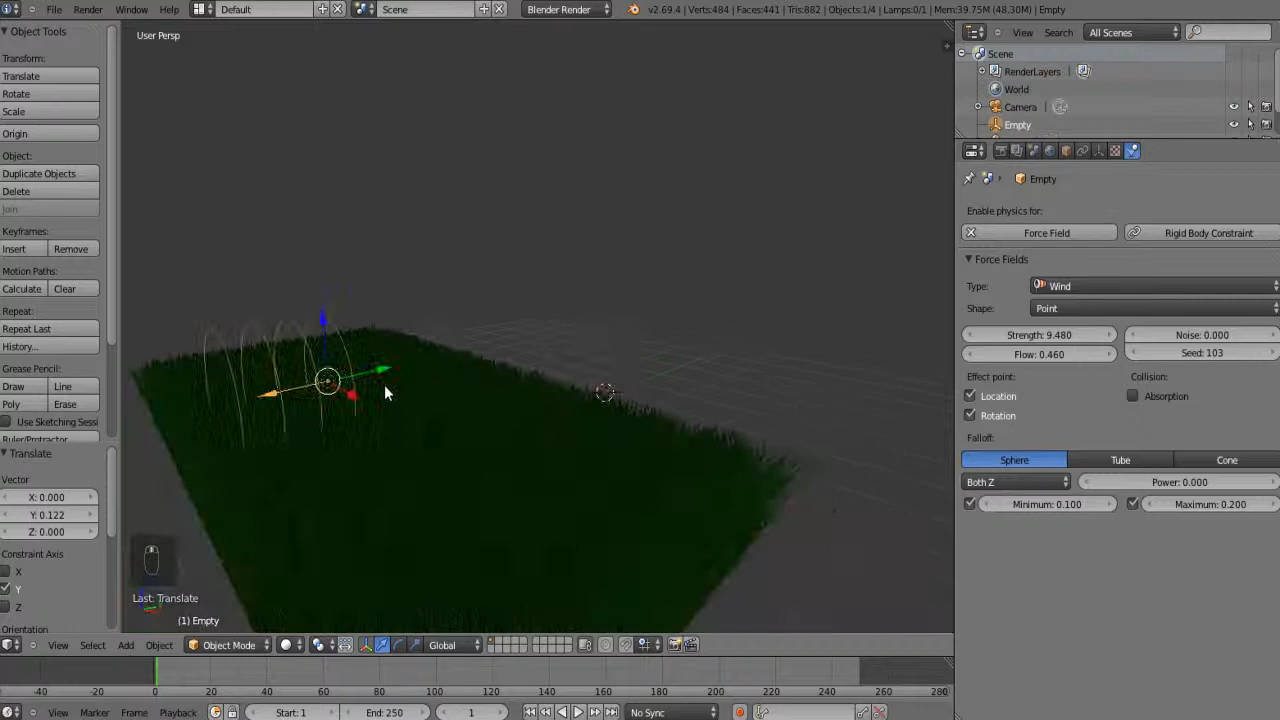 File Render Window Help Default Scene Blender Render v2.69.4 | Verts:484 | Faces:441 | Tris:882 | Objects:1/4 | Lamps:0/1 | Mem:39.75M (48.30M) | Empty
Object Tools
Transform:
Translate
Rotate
Scale
Origin
Object:
Duplicate Objects
Delete
Join
Keyframes:
Insert Remove
Motion Paths:
Calculate Clear
Repeat:
Repeat Last
History...
Grease Pencil:
Draw Line
Poly Erase
Use Sketching Sessi
Ruler/Protractor
Translate
Vector
X: 0.000
Y: 0.122
Z: 0.000
Constraint Axis
X
Y
Z
Orientation
User Persp
Last: Translate
(1) Empty
View Select Add Object Object Mode Global
-40 -20 0 20 40 60 80 100 120 140 160 180 200 220 240 260 280
View Marker Frame Playback Start: 1 End: 250 1 No Sync
View Search All Scenes
Scene
RenderLayers
World
Camera
Empty
Empty
Enable physics for:
Force Field Rigid Body Constraint
Force Fields
Type: Wind
Shape: Point
Strength: 9.480 Noise: 0.000
Flow: 0.460 Seed: 103
Effect point: Collision:
Location Absorption
Rotation
Falloff:
Sphere Tube Cone
Both Z Power: 0.000
Minimum: 0.100 Maximum: 0.200